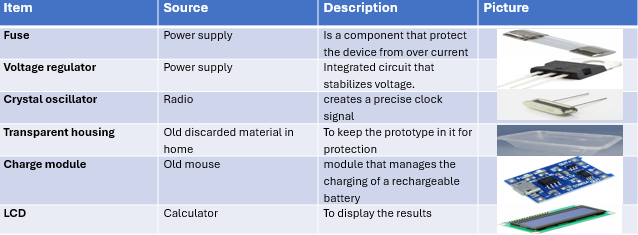 Item Source Description Picture
Fuse Power supply Is a component that protect
the device from over current
Voltage regulator Power supply Integrated circuit that
stabilizes voltage.
Crystal oscillator Radio creates a precise clock
signal
Transparent housing Old discarded material in To keep the prototype in it for
home protection
Charge module Old mouse module that manages the
charging of a rechargeable
battery
LCD Calculator To display the results